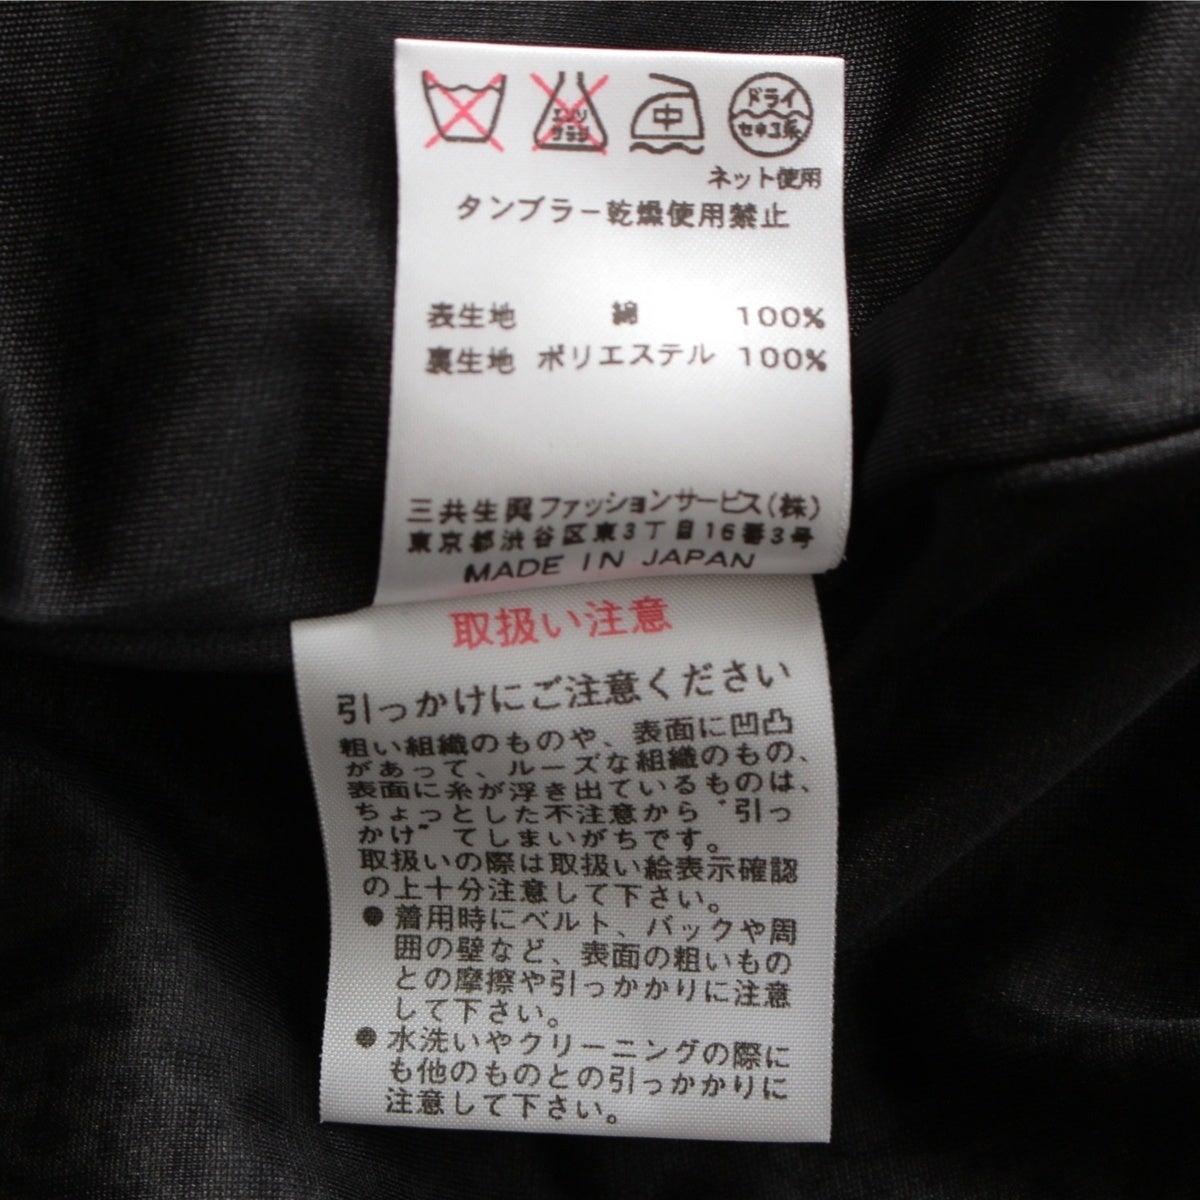 エンソ
サラシ
中
ドライ
セキユ系
ネット使用
タンブラー乾燥使用禁止
表生地 綿 100%
裏生地 ポリエステル 100%
三共生興ファッションサービス(株)
東京都渋谷区東3丁目16番3号
MADE IN JAPAN
取扱い注意
引っかけにご注意ください
粗い組織のものや、表面に凹凸
があって、ルーズな組織のもの、
表面に糸が浮き出ているものは、
ちょっとした不注意から“引っ
かけ”てしまいがちです。
取扱いの際は取扱い絵表示確認
の上十分注意して下さい。
● 着用時にベルト、バックや周
囲の壁など、表面の粗いもの
との摩擦や引っかかりに注意
して下さい。
● 水洗いやクリーニングの際に
も他のものとの引っかかりに
注意して下さい。